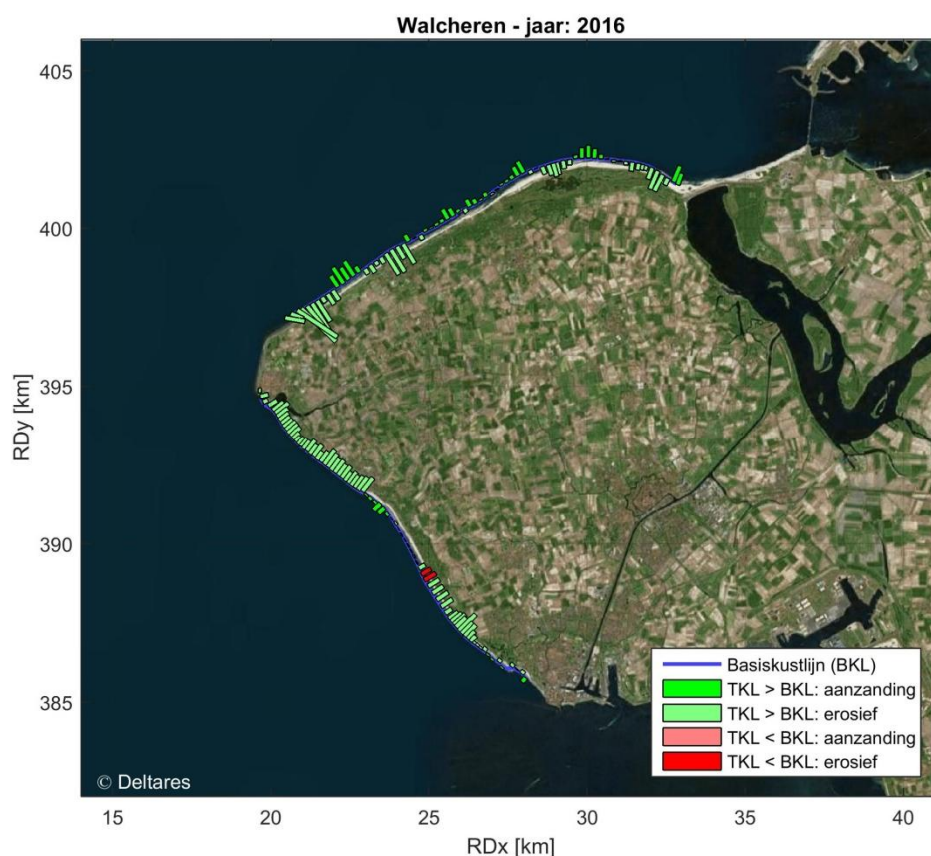 Walcheren - jaar: 2016
405
400
395
390
385
RDy [km]
15
20
25
30
35
40
RDx [km]
Basiskustlijn (BKL)
TKL > BKL: aanzanding
TKL > BKL: erosief
TKL < BKL: aanzanding
TKL < BKL: erosief
© Deltares